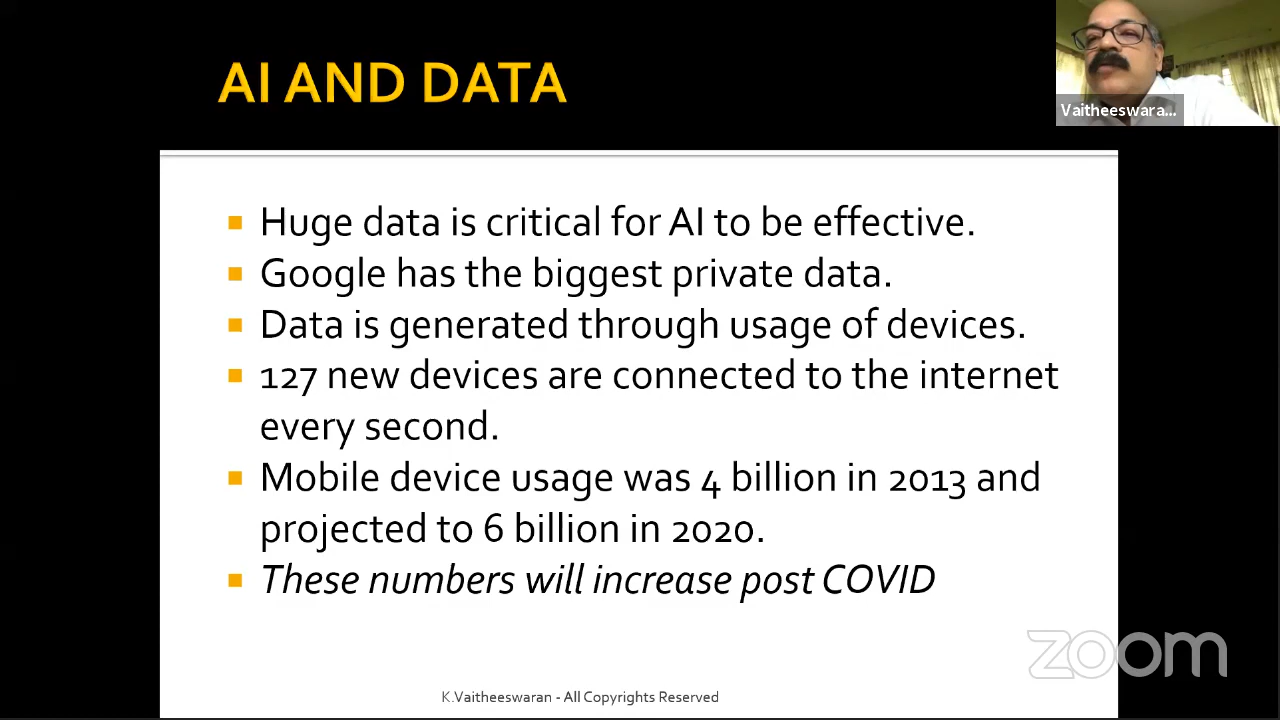 AI AND DATA
Vaitheeswara...
Huge data is critical for AI to be effective.
Google has the biggest private data.
Data is generated through usage of devices.
127 new devices are connected to the internet
every second.
Mobile device usage was 4 billion in 2013 and
projected to 6 billion in 2020.
These numbers will increase post COVID
zoom
K.Vaitheeswaran - All Copyrights Reserved